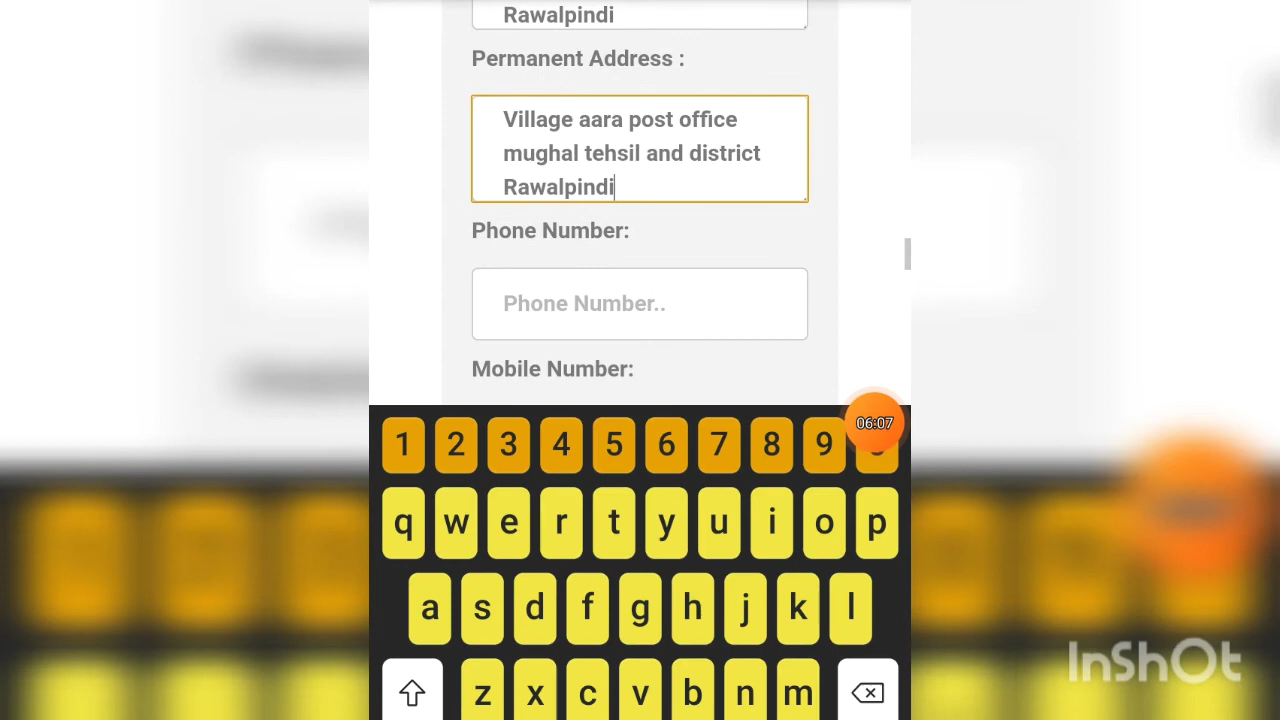 Rawalpindi
Permanent Address :
Village aara post office
mughal tehsil and district
Rawalpindi
Phone Number:
Phone Number..
Mobile Number:
1 2 3 4 5 6 7 8 9
06:07
q w e r t y u i o p
a s d f g h j k l
z x c v b n m
InShOt